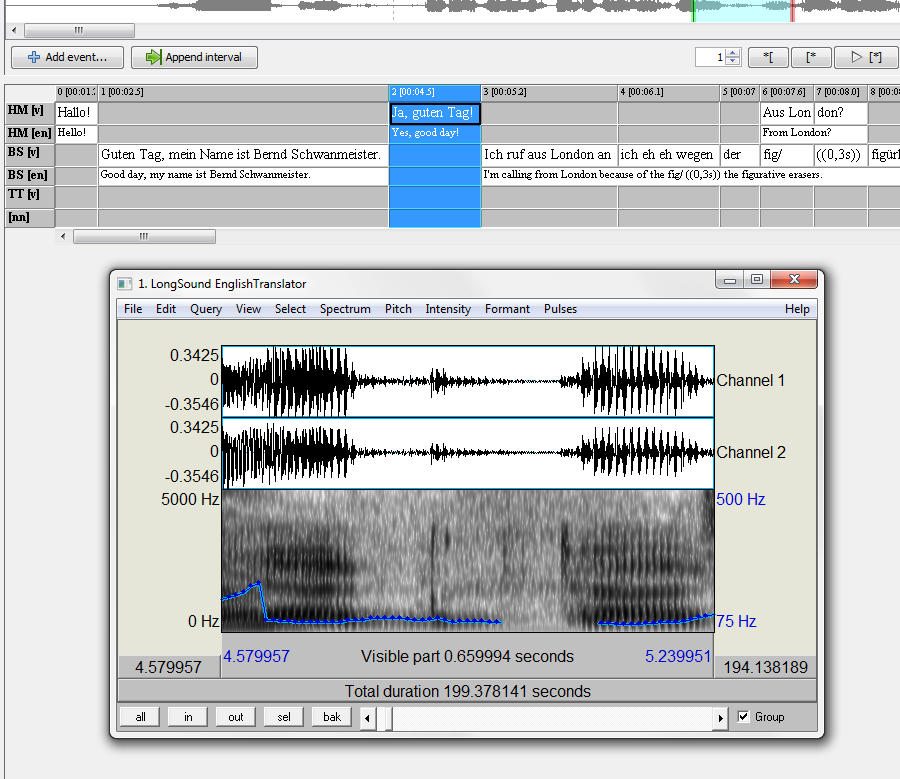 Add event... Append interval 1 *[ [* [*]
0 [00:01.: 1 [00:02.5] 2 [00:04.5] 3 [00:05.2] 4 [00:06.1] 5 [00:07 6 [00:07.6] 7 [00:08.0] 8 [00:08
HM [v] Hallo! Ja, guten Tag! Aus Lon don?
HM [en] Hello! Yes, good day! From London?
BS [v] Guten Tag, mein Name ist Bernd Schwanmeister. Ich ruf aus London an ich eh eh wegen der fig/ ((0,3s))
BS [en] Good day, my name ist Bernd Schwanmeister. I'm calling from London because of the fig/ ((0,3s)) the figurative erasers.
TT [v]
[nn]
1. LongSound EnglishTranslator
File Edit Query View Select Spectrum Pitch Intensity Formant Pulses Help
0.3425
0 Channel 1
-0.3546
0.3425
0 Channel 2
-0.3546
5000 Hz 500 Hz
0 Hz 75 Hz
4.579957 4.579957 Visible part 0.659994 seconds 5.239951 194.138189
Total duration 199.378141 seconds
all in out sel bak Group